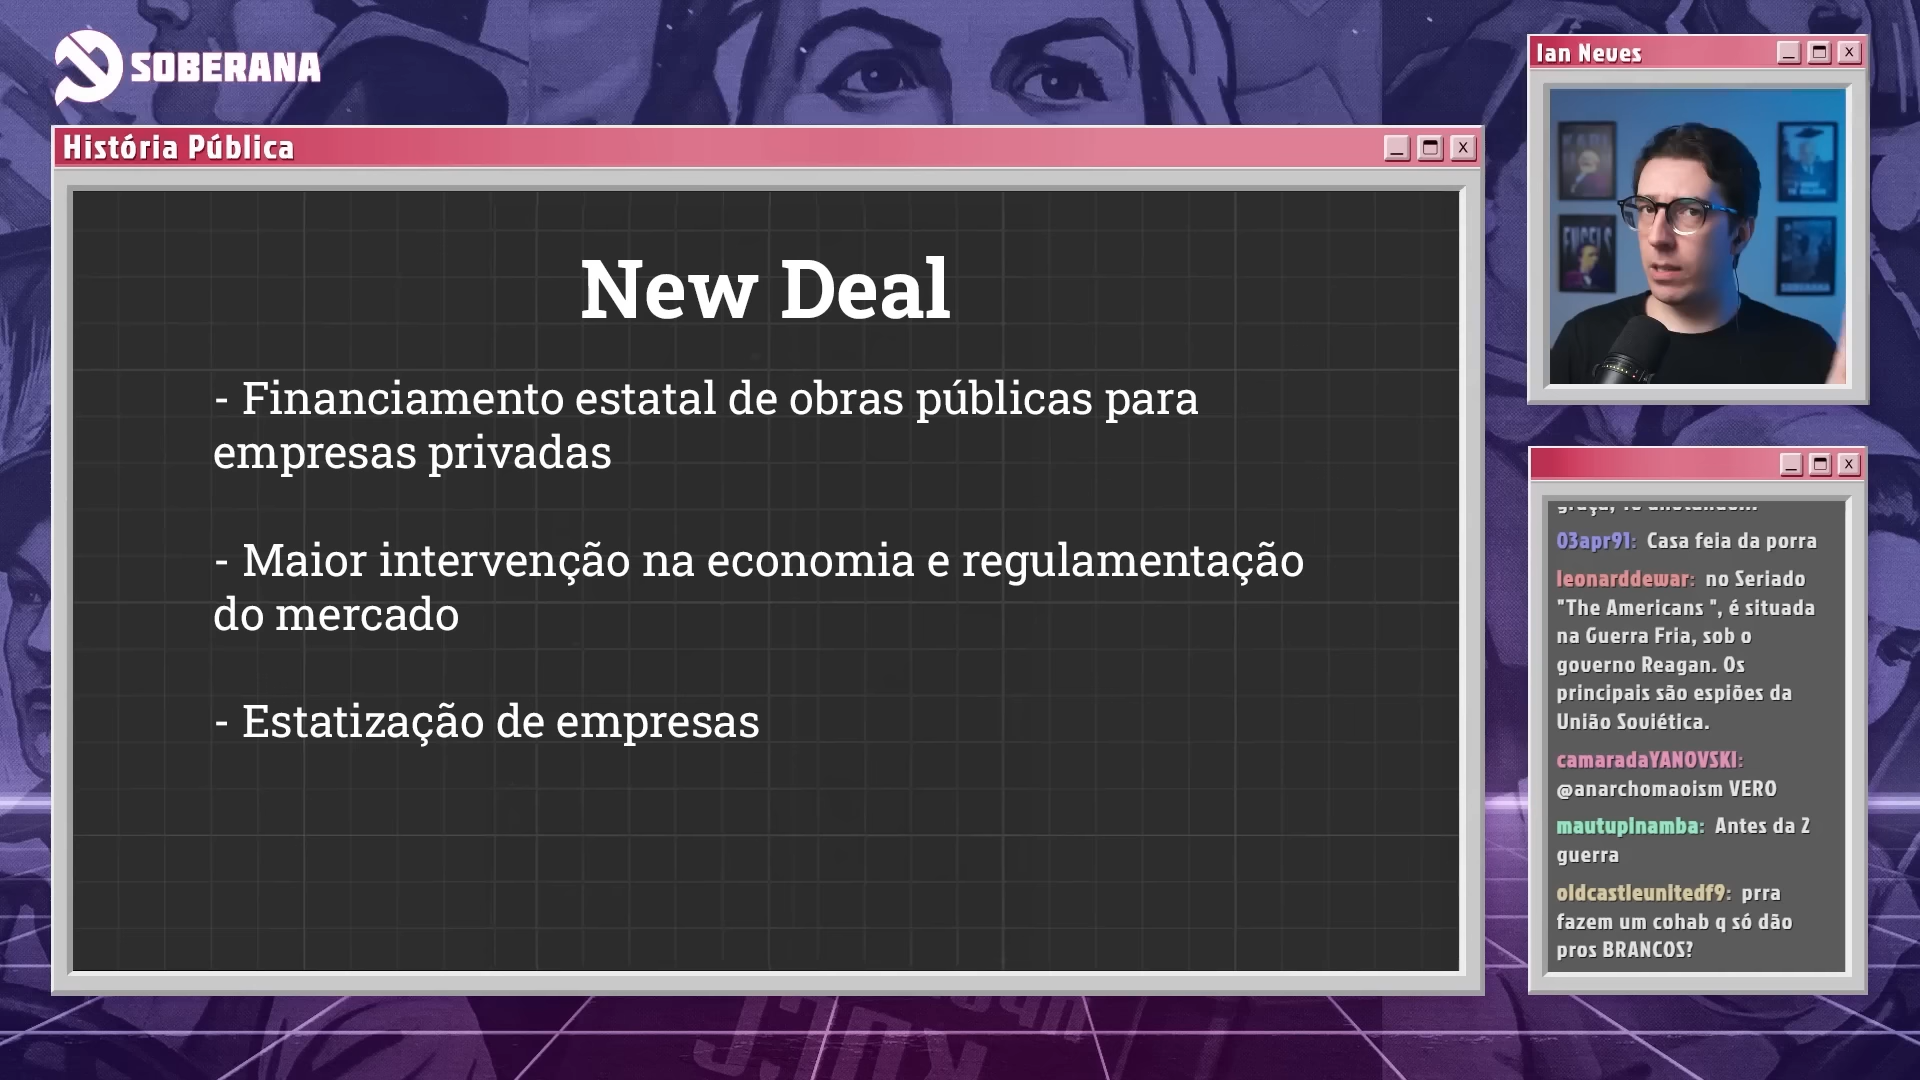 SOBERANA
História Pública
New Deal
- Financiamento estatal de obras públicas para
empresas privadas
- Maior intervenção na economia e regulamentação
do mercado
- Estatização de empresas
Ian Neves
ENGELS
SOBERANA
03apr91: Casa feia da porra
leonarddewar: no Seriado
"The Americans ", é situada
na Guerra Fria, sob o
governo Reagan. Os
principais são espiões da
União Soviética.
camaradaYANOVSKI:
@anarchomaoism VERO
mautupinamba: Antes da 2
guerra
oldcastleunitedf9: prra
fazem um cohab q só dão
pros BRANCOS?